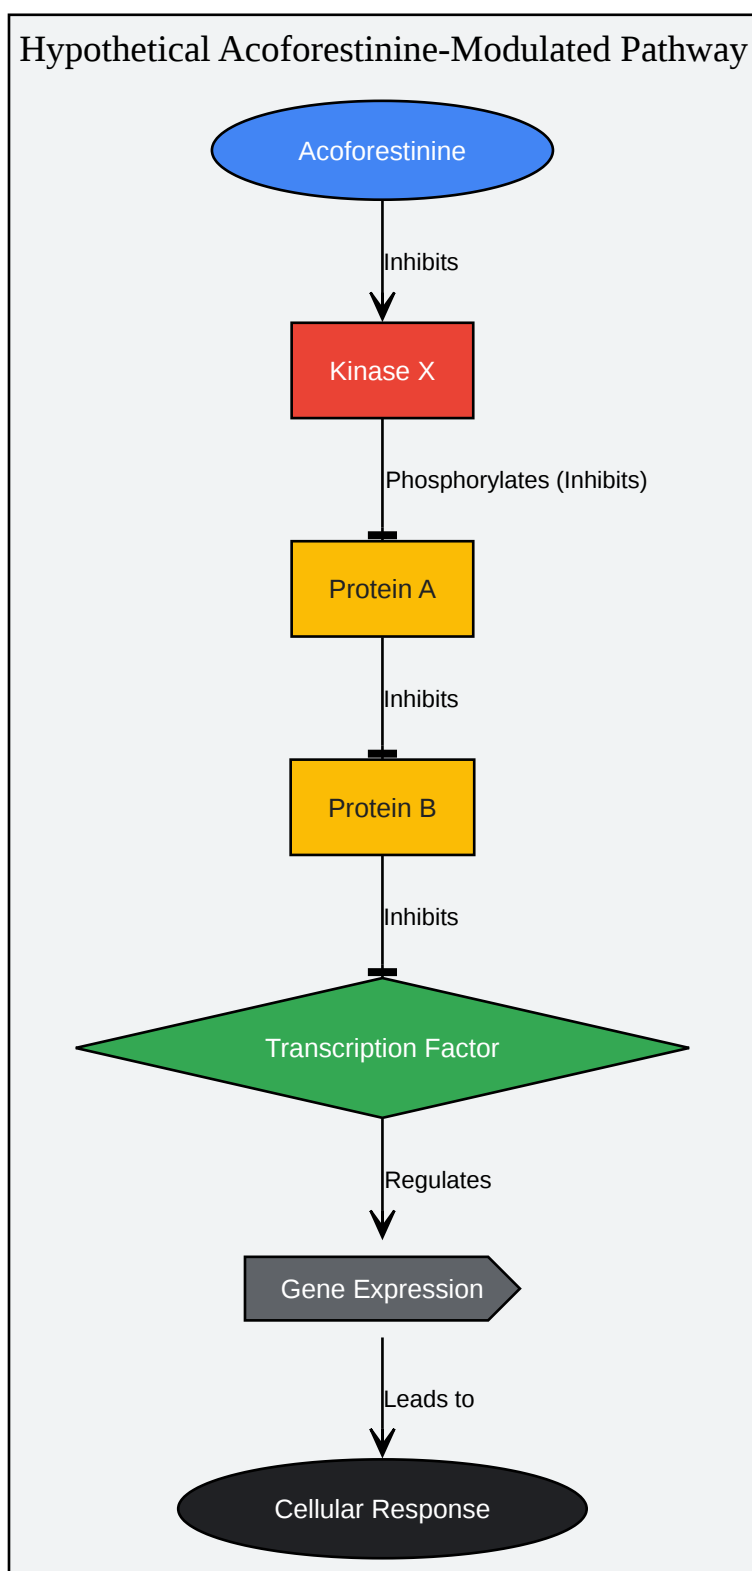 Hypothetical Acoforestinine-Modulated Pathway
Acoforestinine
Inhibits
Kinase X
Phosphorylates (Inhibits)
Protein A
Inhibits
Protein B
Inhibits
Transcription Factor
Regulates
Gene Expression
Leads to
Cellular Response